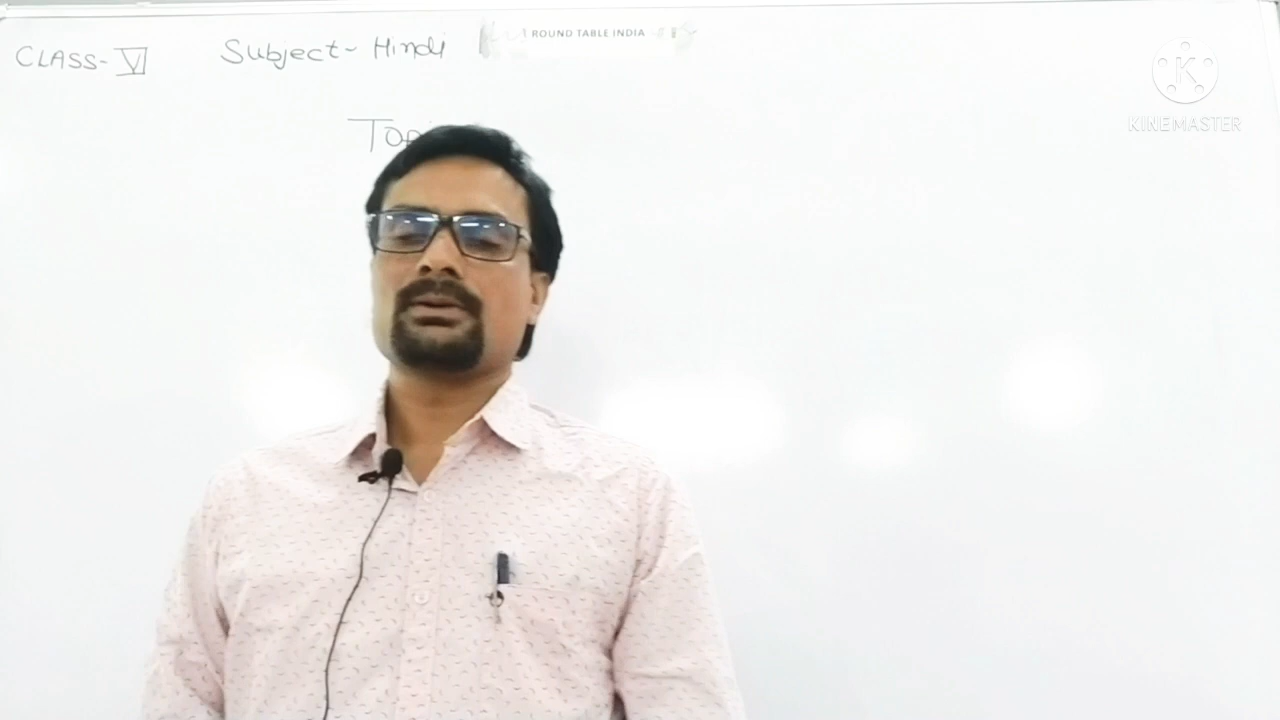 CLASS- VI Subject- Hindi ROUND TABLE INDIA
KINEMASTER